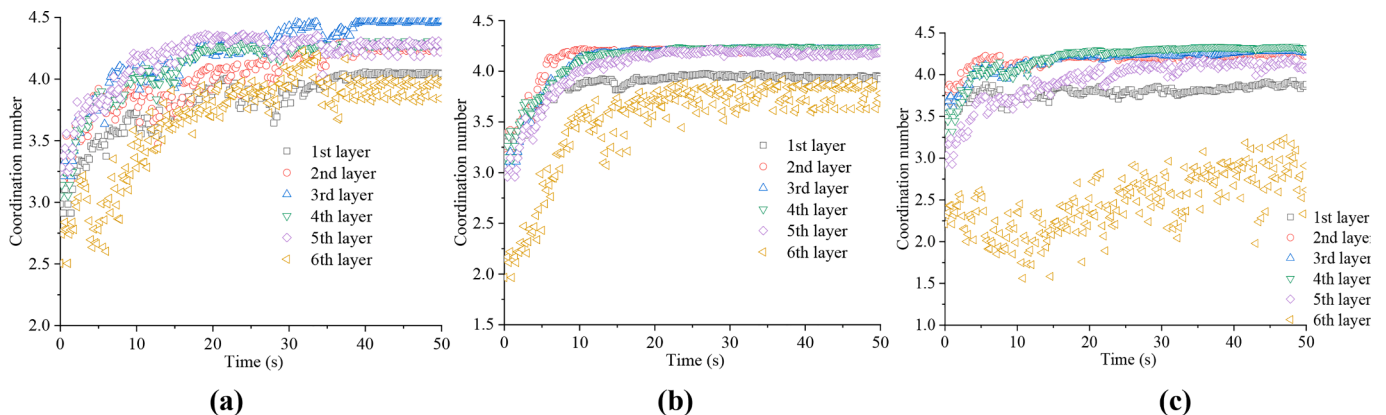 Coordination number
4.5
4.0
3.5
3.0
2.5
2.0
0 10 20 30 40 50
Time (s)
1st layer
2nd layer
3rd layer
4th layer
5th layer
6th layer
(a)
Coordination number
4.5
4.0
3.5
3.0
2.5
2.0
1.5
0 10 20 30 40 50
Time (s)
1st layer
2nd layer
3rd layer
4th layer
5th layer
6th layer
(b)
Coordination number
4.5
4.0
3.5
3.0
2.5
2.0
1.5
1.0
0 10 20 30 40 50
Time (s)
1st layer
2nd layer
3rd layer
4th layer
5th layer
6th layer
(c)